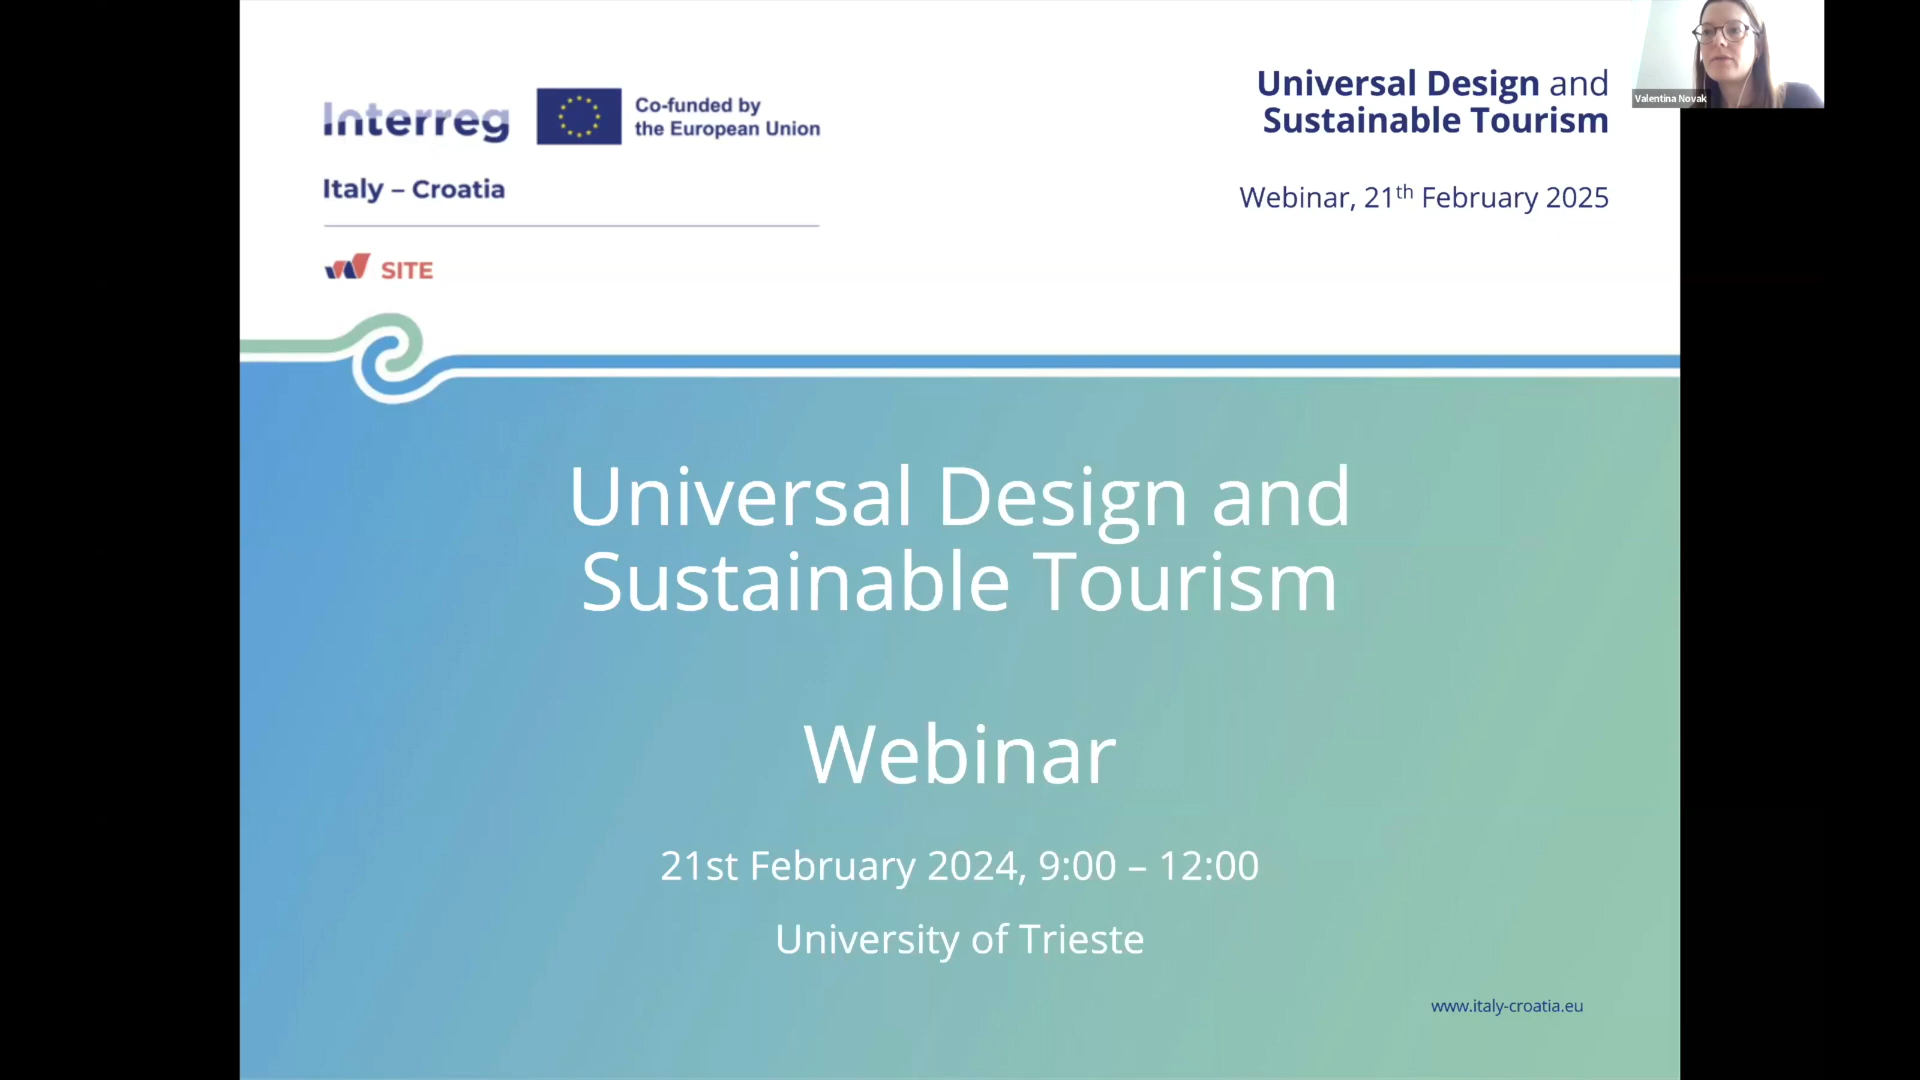 Interreg
Co-funded by
the European Union
Italy – Croatia
SITE
Universal Design and
Sustainable Tourism
Webinar, 21th February 2025
Valentina Novak
Universal Design and
Sustainable Tourism
Webinar
21st February 2024, 9:00 – 12:00
University of Trieste
www.italy-croatia.eu